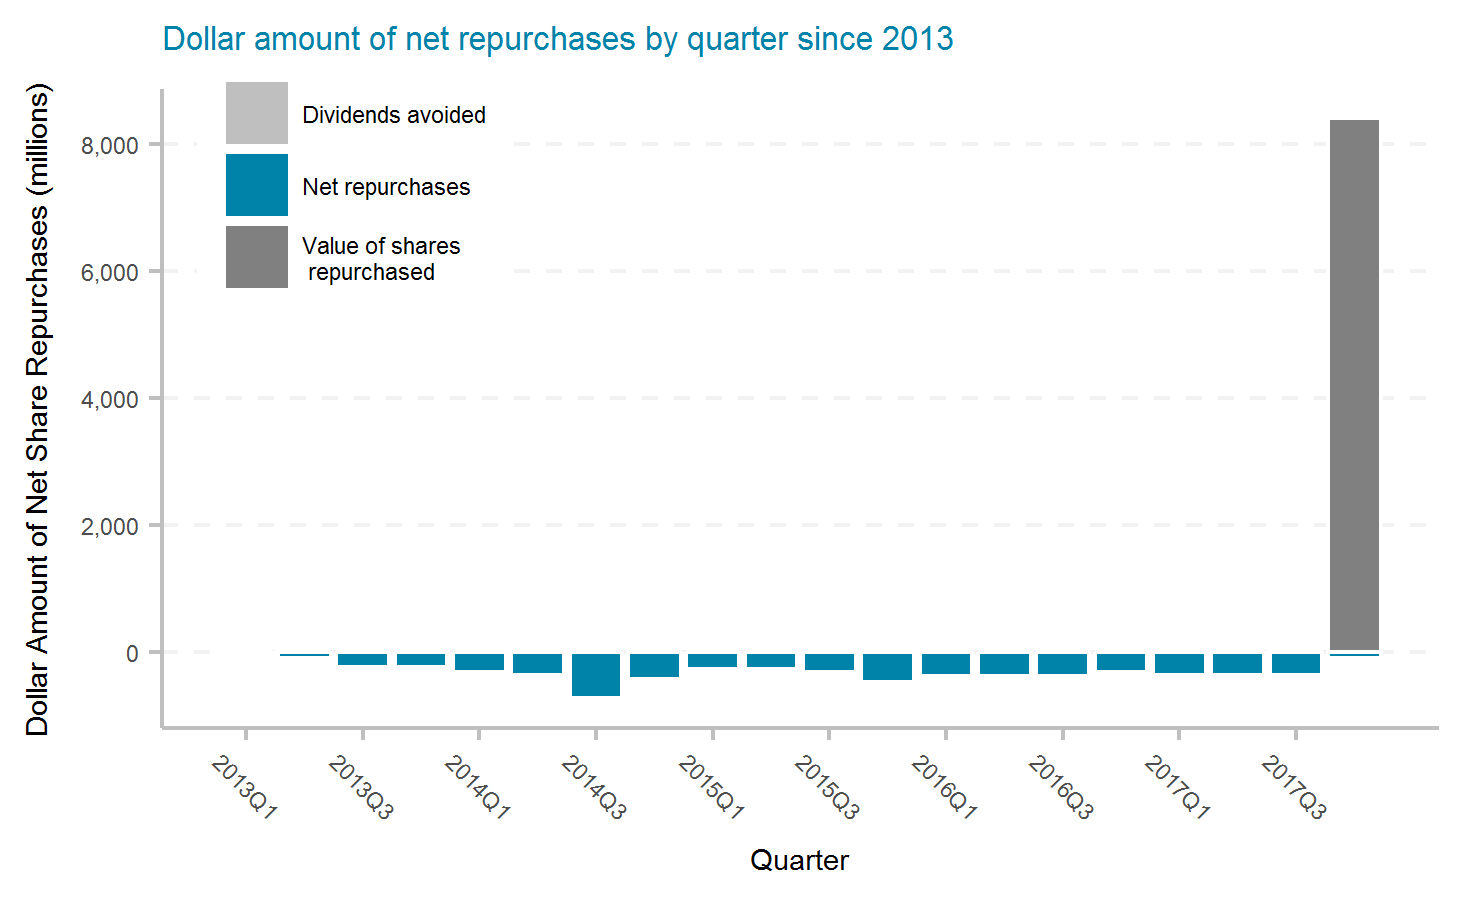 Dollar amount of net repurchases by quarter since 2013
Dollar Amount of Net Share Repurchases (millions)
Dividends avoided
Net repurchases
Value of shares
repurchased
8,000
6,000
4,000
2,000
0
2013Q1
2013Q3
2014Q1
2014Q3
2015Q1
2015Q3
2016Q1
2016Q3
2017Q1
2017Q3
Quarter